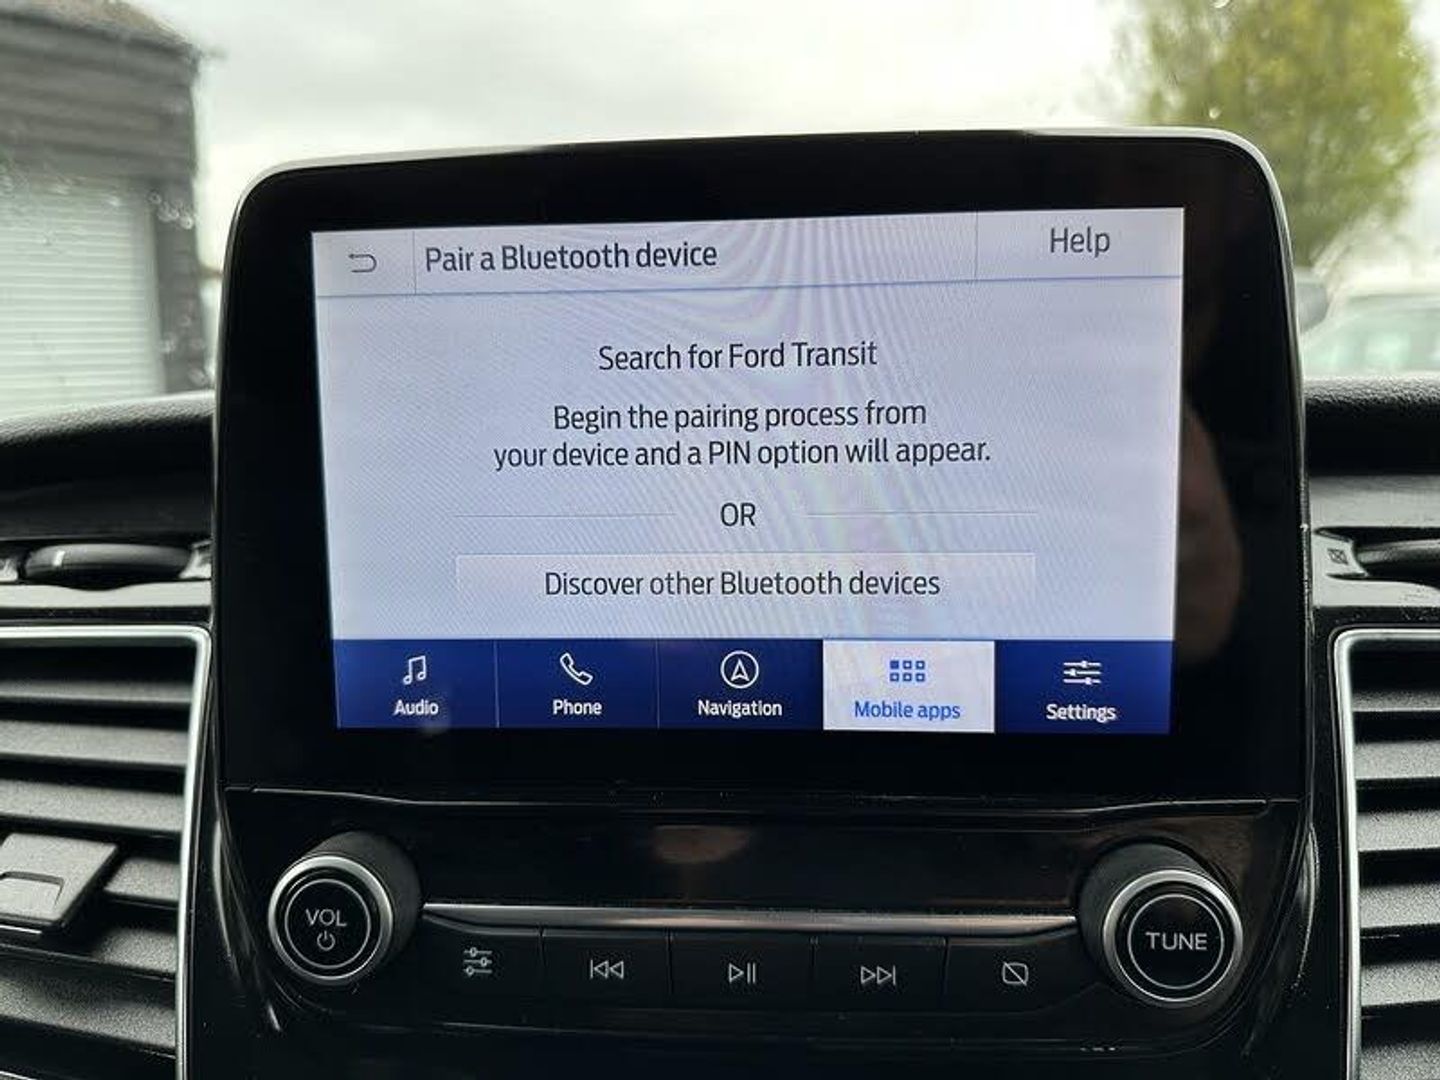 Pair a Bluetooth device
Help
Search for Ford Transit
Begin the pairing process from
your device and a PIN option will appear.
OR
Discover other Bluetooth devices
Audio
Phone
Navigation
Mobile apps
Settings
VOL
TUNE